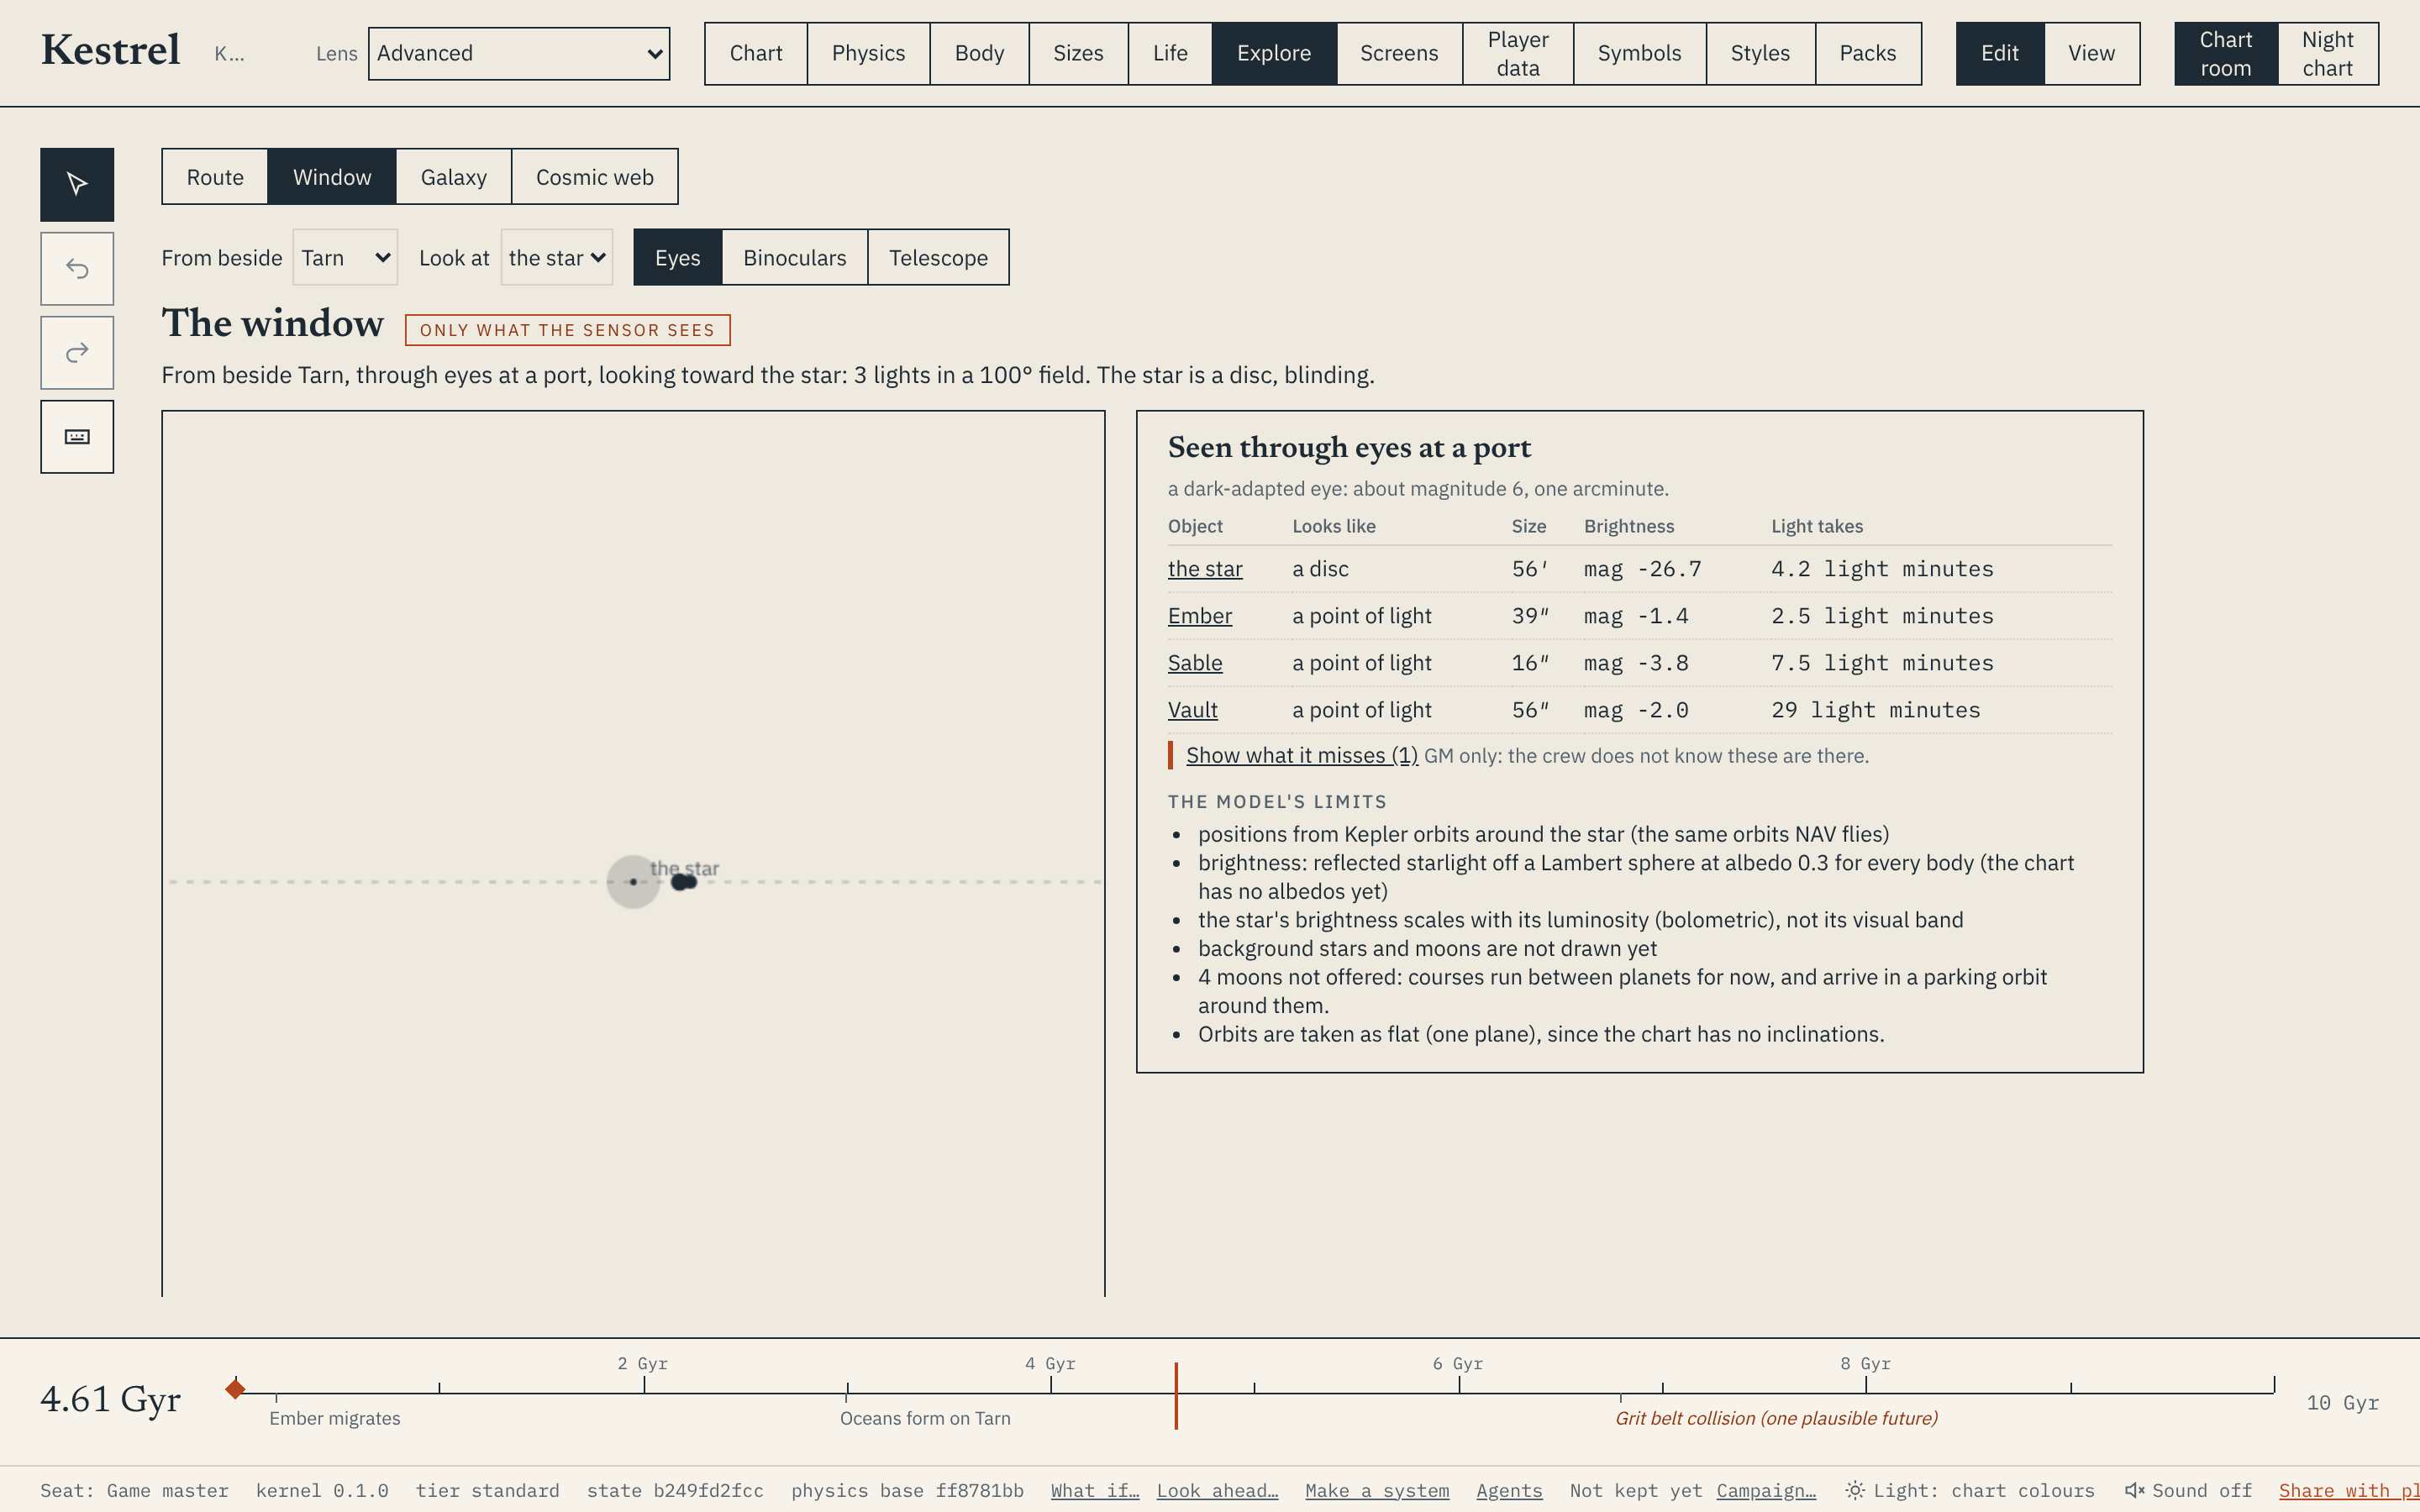 Kestrel K… Lens Advanced Chart Physics Body Sizes Life Explore Screens Player data Symbols Styles Packs Edit View Chart room Night chart
Route Window Galaxy Cosmic web
From beside Tarn Look at the star Eyes Binoculars Telescope
The window ONLY WHAT THE SENSOR SEES
From beside Tarn, through eyes at a port, looking toward the star: 3 lights in a 100° field. The star is a disc, blinding.
the star
Seen through eyes at a port
a dark-adapted eye: about magnitude 6, one arcminute.
Object Looks like Size Brightness Light takes
the star a disc 56′ mag -26.7 4.2 light minutes
Ember a point of light 39″ mag -1.4 2.5 light minutes
Sable a point of light 16″ mag -3.8 7.5 light minutes
Vault a point of light 56″ mag -2.0 29 light minutes
Show what it misses (1) GM only: the crew does not know these are there.
THE MODEL'S LIMITS
• positions from Kepler orbits around the star (the same orbits NAV flies)
• brightness: reflected starlight off a Lambert sphere at albedo 0.3 for every body (the chart
has no albedos yet)
• the star's brightness scales with its luminosity (bolometric), not its visual band
• background stars and moons are not drawn yet
• 4 moons not offered: courses run between planets for now, and arrive in a parking orbit
around them.
• Orbits are taken as flat (one plane), since the chart has no inclinations.
2 Gyr 4 Gyr 6 Gyr 8 Gyr
4.61 Gyr 10 Gyr
Ember migrates Oceans form on Tarn Grit belt collision (one plausible future)
Seat: Game master kernel 0.1.0 tier standard state b249fd2fcc physics base ff8781bb What if… Look ahead… Make a system Agents Not kept yet Campaign… Light: chart colours Sound off Share with pl